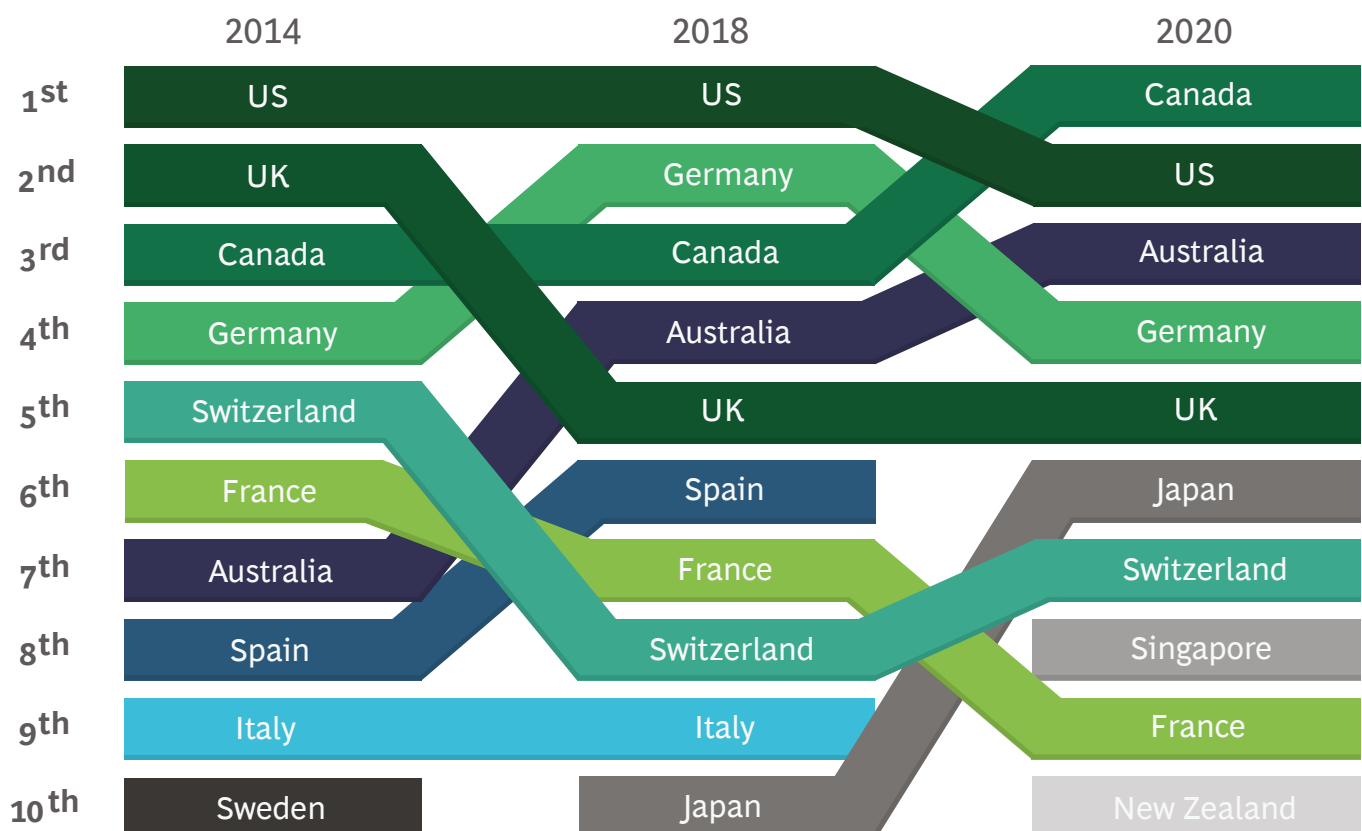 2014 2018 2020
1st US US Canada
2nd UK Germany US
3rd Canada Canada Australia
4th Germany Australia Germany
5th Switzerland UK UK
6th France Spain Japan
7th Australia France Switzerland
8th Spain Switzerland Singapore
9th Italy Italy France
10th Sweden Japan New Zealand